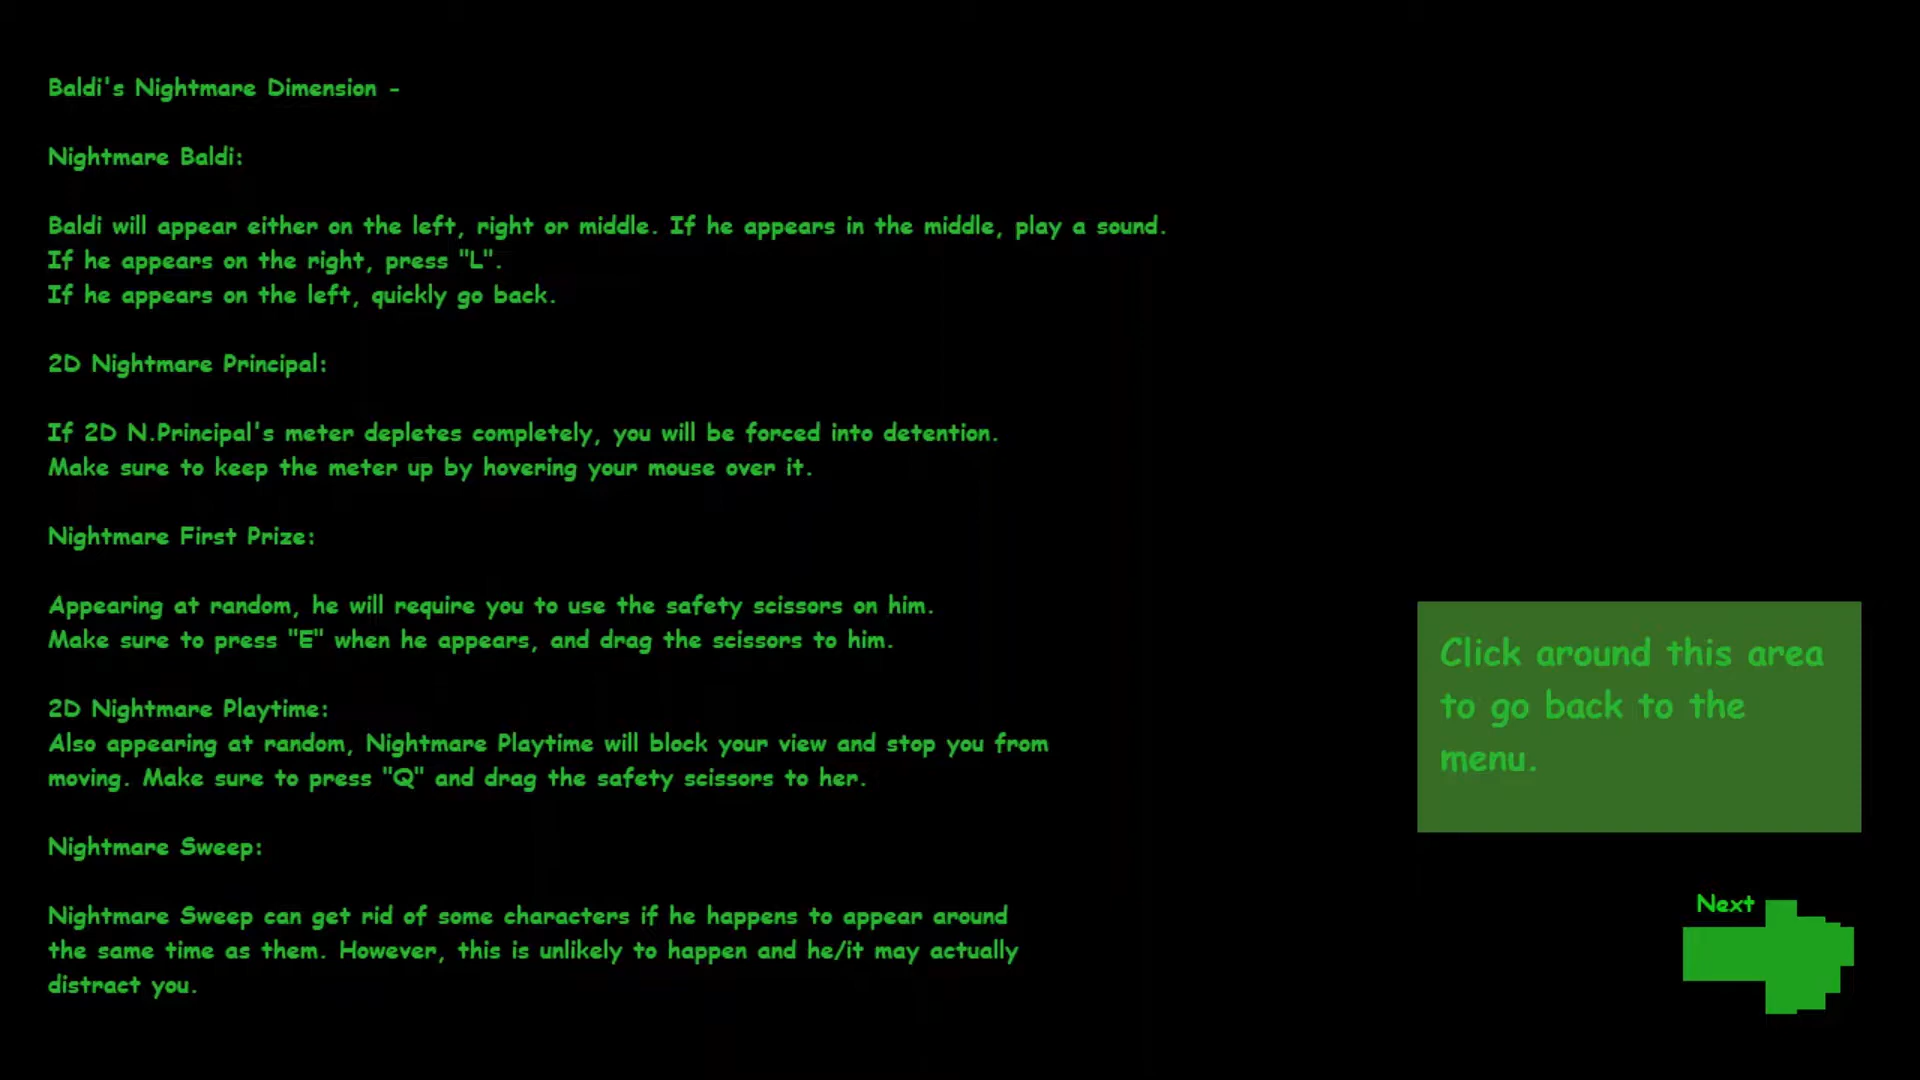 Baldi's Nightmare Dimension -
Nightmare Baldi:
Baldi will appear either on the left, right or middle. If he appears in the middle, play a sound.
If he appears on the right, press "L".
If he appears on the left, quickly go back.
2D Nightmare Principal:
If 2D N.Principal's meter depletes completely, you will be forced into detention.
Make sure to keep the meter up by hovering your mouse over it.
Nightmare First Prize:
Appearing at random, he will require you to use the safety scissors on him.
Make sure to press "E" when he appears, and drag the scissors to him.
2D Nightmare Playtime:
Also appearing at random, Nightmare Playtime will block your view and stop you from
moving. Make sure to press "Q" and drag the safety scissors to her.
Nightmare Sweep:
Nightmare Sweep can get rid of some characters if he happens to appear around
the same time as them. However, this is unlikely to happen and he/it may actually
distract you.
Click around this area
to go back to the
menu.
Next